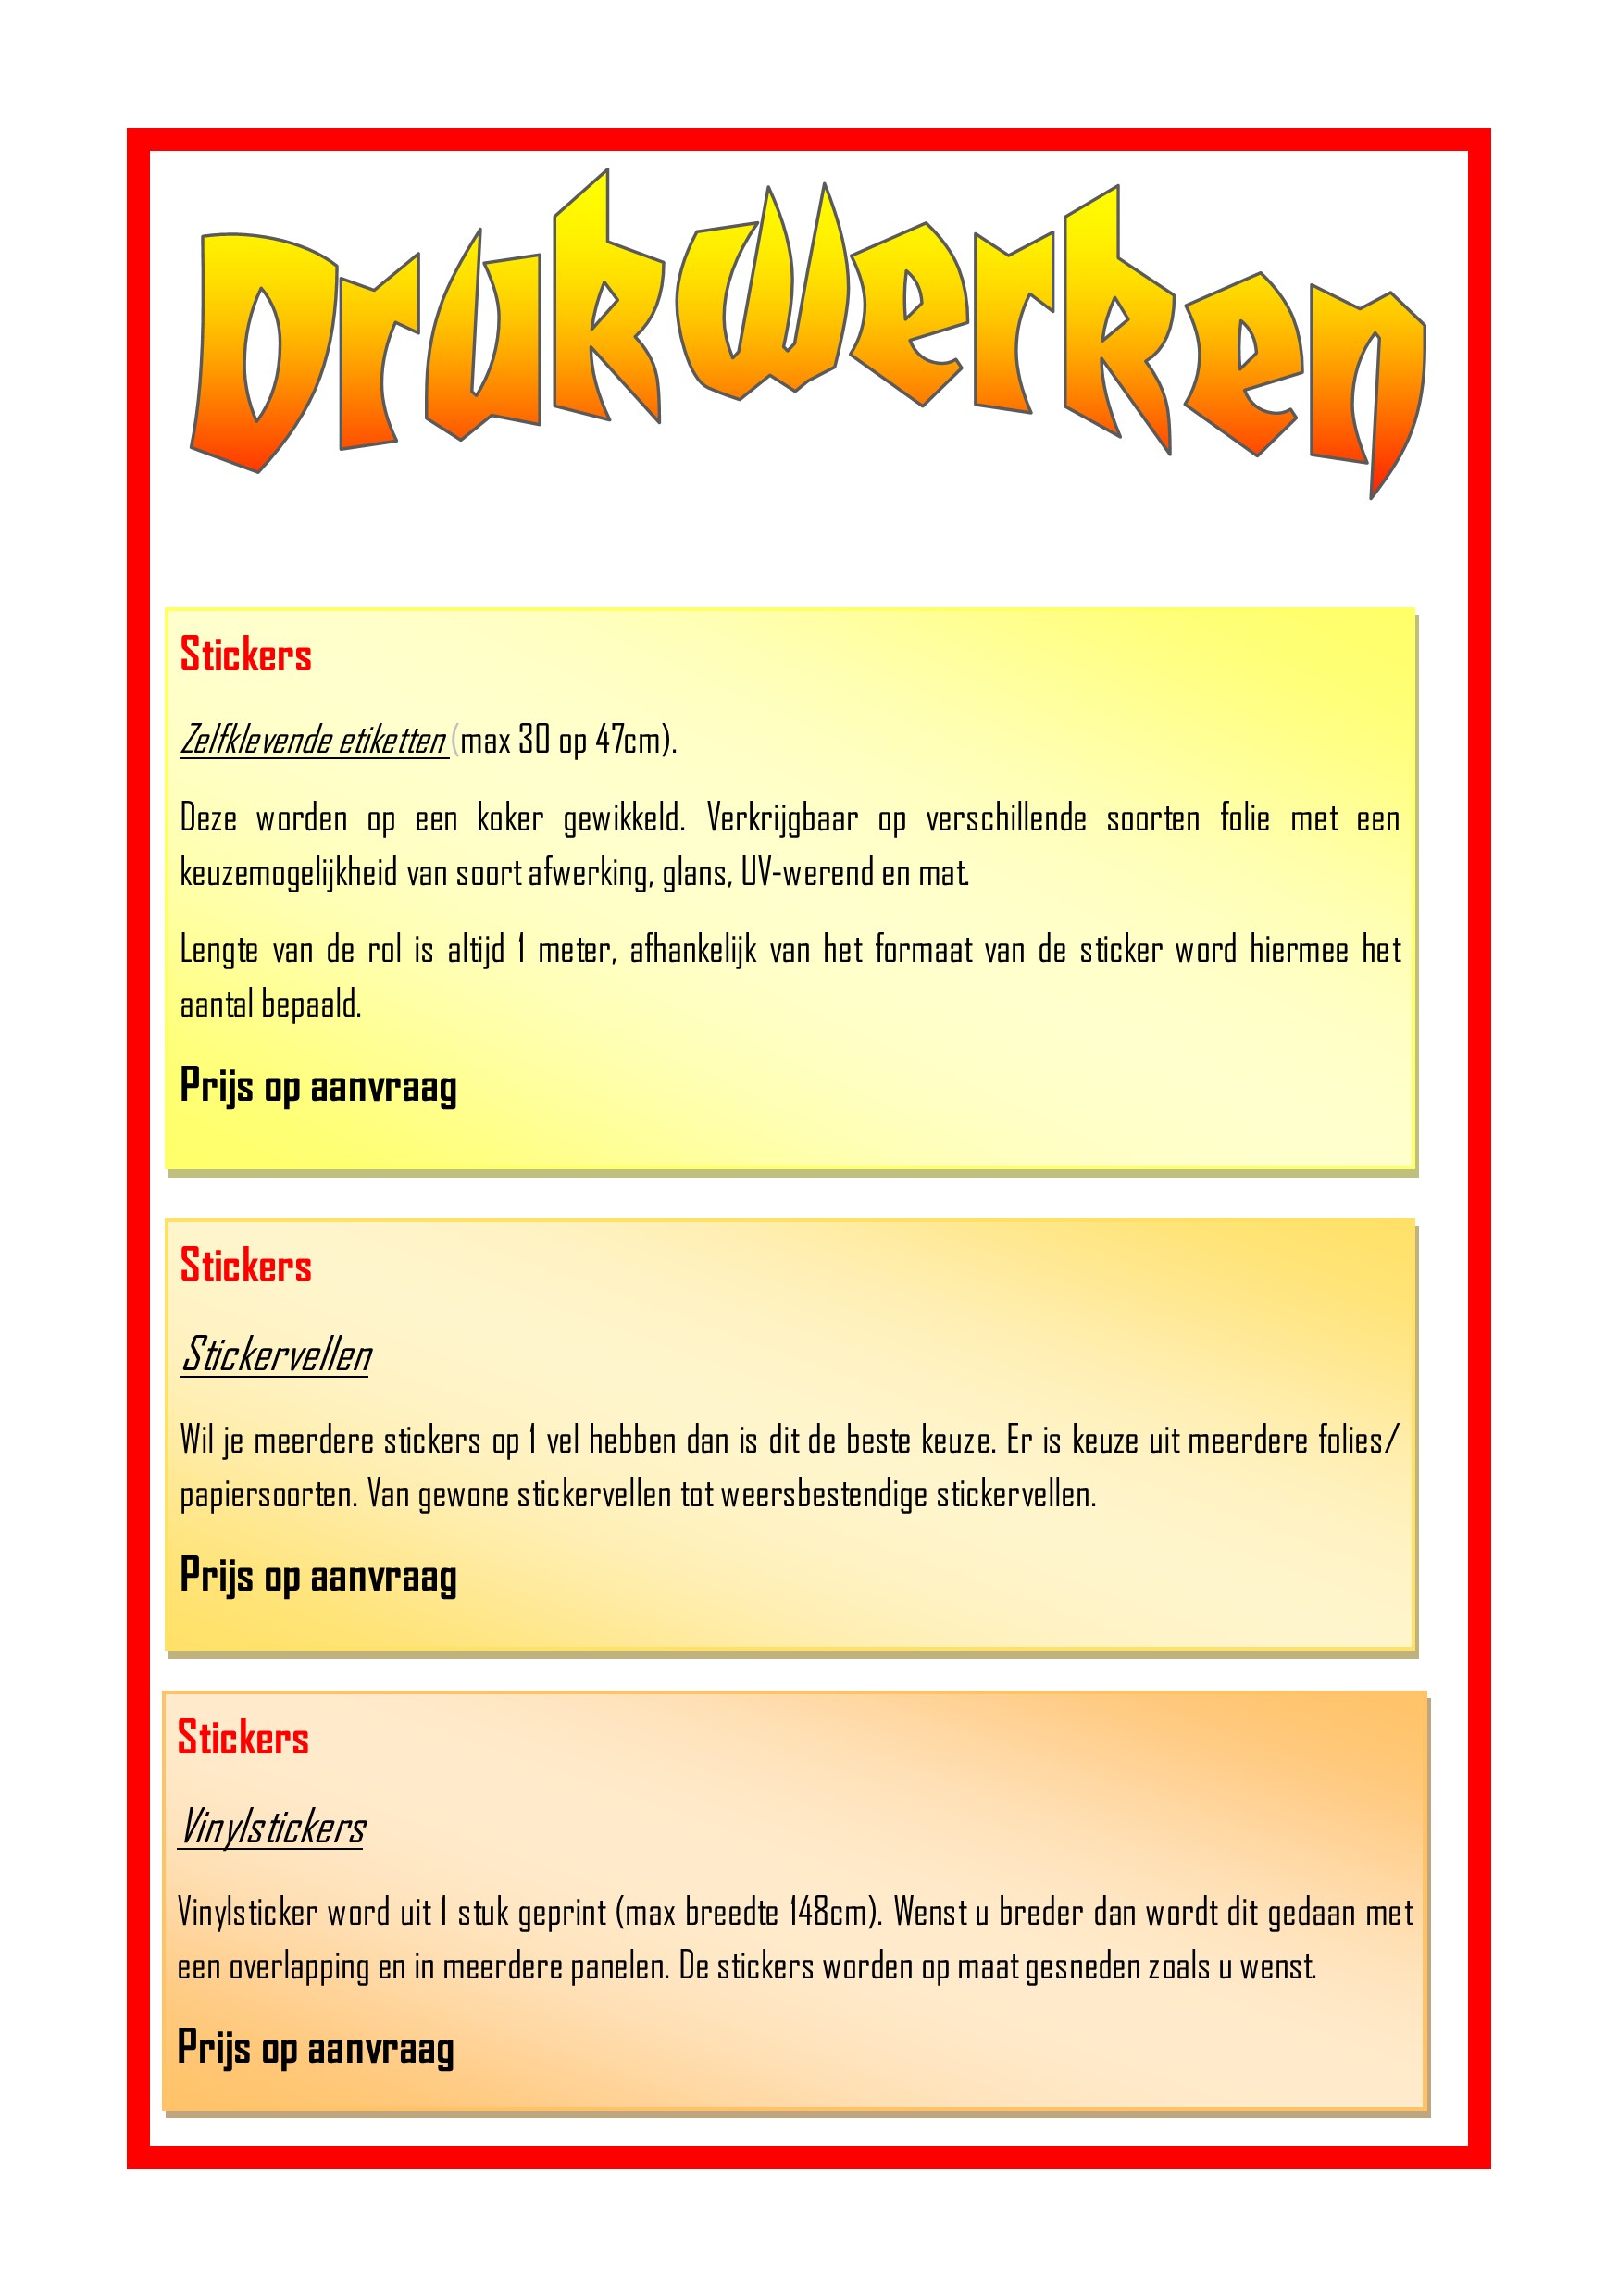 Drukwerken
Stickers
Zelfklevende etiketten (max 30 op 47cm).
Deze worden op een koker gewikkeld. Verkrijgbaar op verschillende soorten folie met een
keuzemogelijkheid van soort afwerking, glans, UV-werend en mat.
Lengte van de rol is altijd 1 meter, afhankelijk van het formaat van de sticker word hiermee het
aantal bepaald.
Prijs op aanvraag
Stickers
Stickervellen
Wil je meerdere stickers op 1 vel hebben dan is dit de beste keuze. Er is keuze uit meerdere folies/
papiersoorten. Van gewone stickervellen tot weersbestendige stickervellen.
Prijs op aanvraag
Stickers
Vinylstickers
Vinylsticker word uit 1 stuk geprint (max breedte 148cm). Wenst u breder dan wordt dit gedaan met
een overlapping en in meerdere panelen. De stickers worden op maat gesneden zoals u wenst.
Prijs op aanvraag